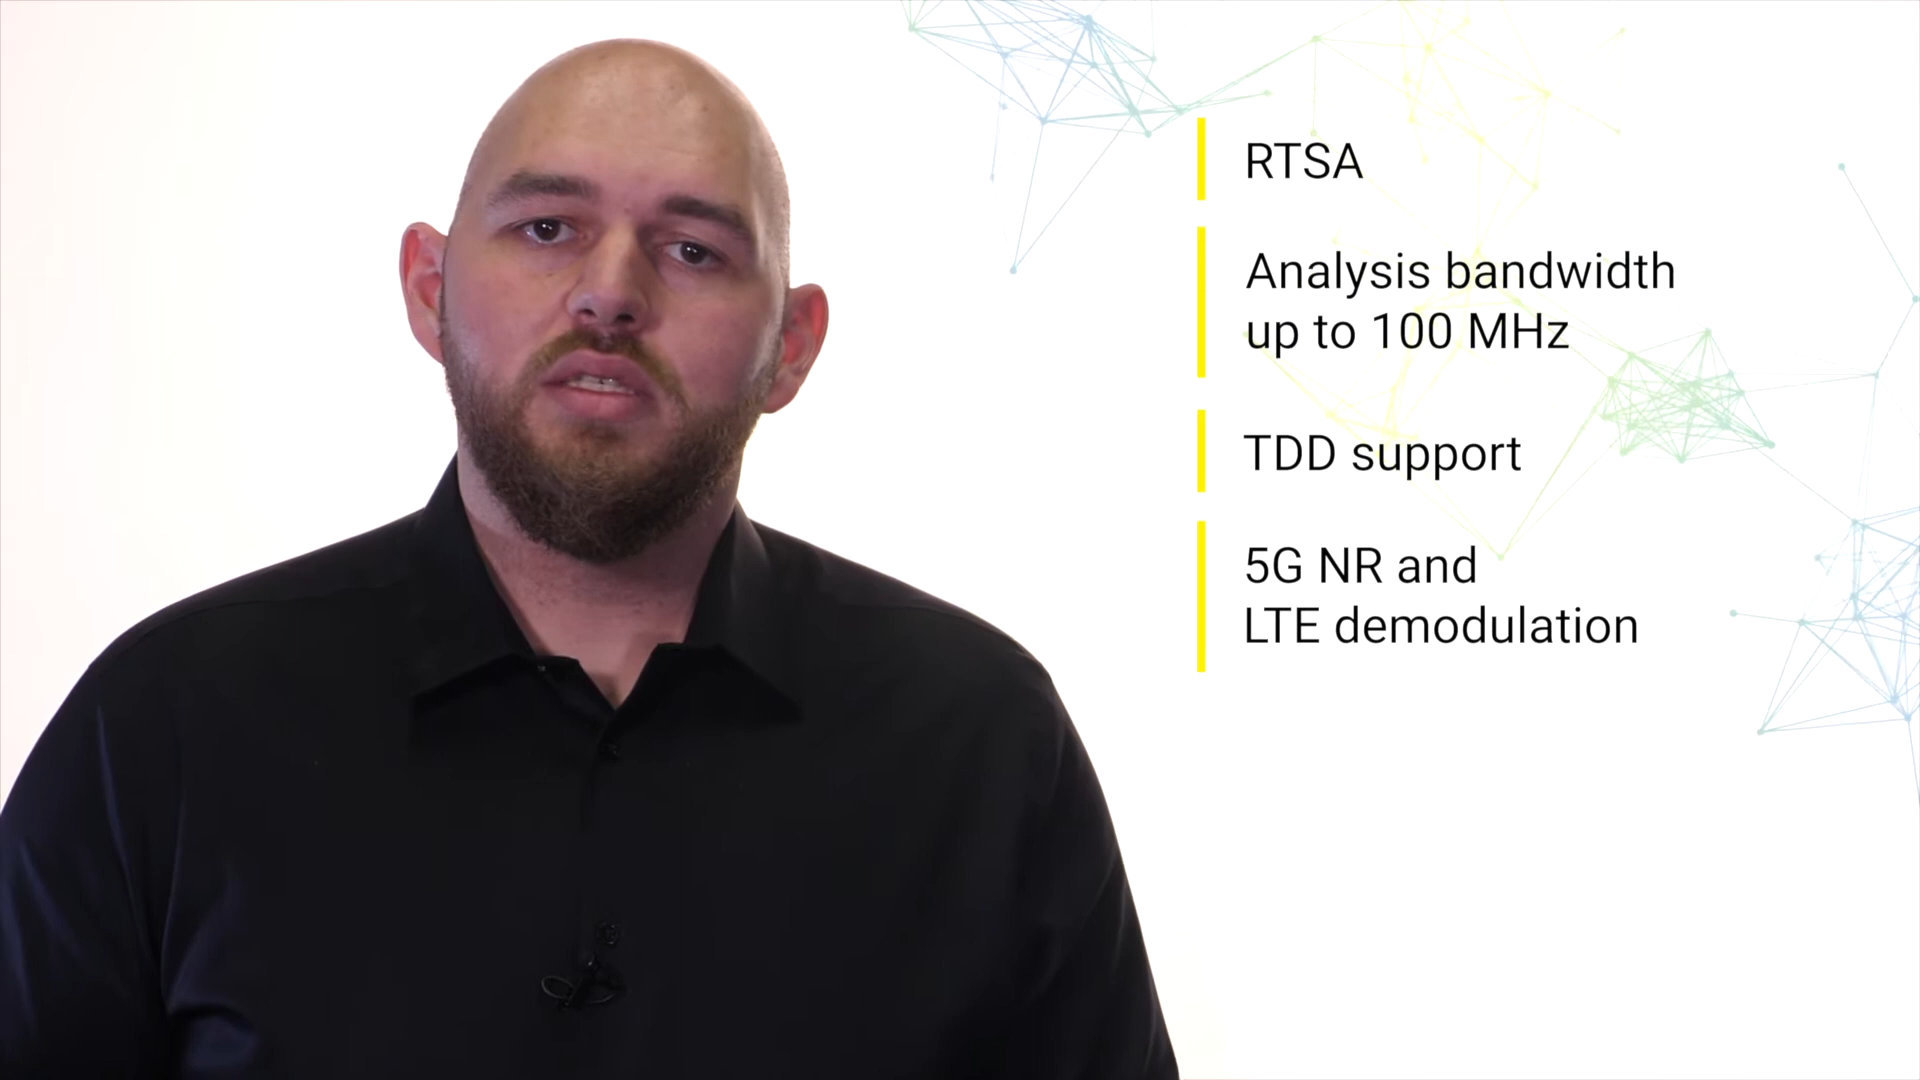 RTSA
Analysis bandwidth
up to 100 MHz
TDD support
5G NR and
LTE demodulation